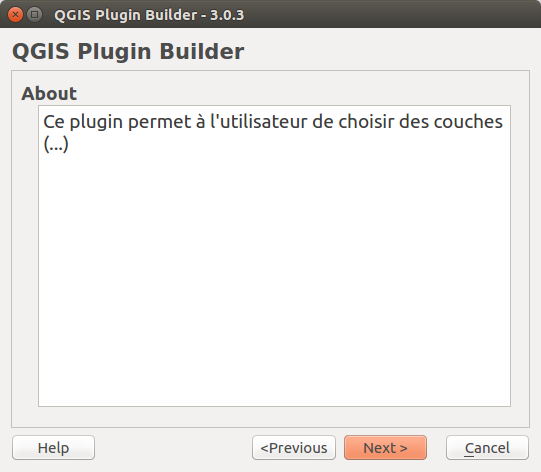 QGIS Plugin Builder - 3.0.3
QGIS Plugin Builder
About
Ce plugin permet à l'utilisateur de choisir des couches
(...)
Help
<Previous
Next >
Cancel